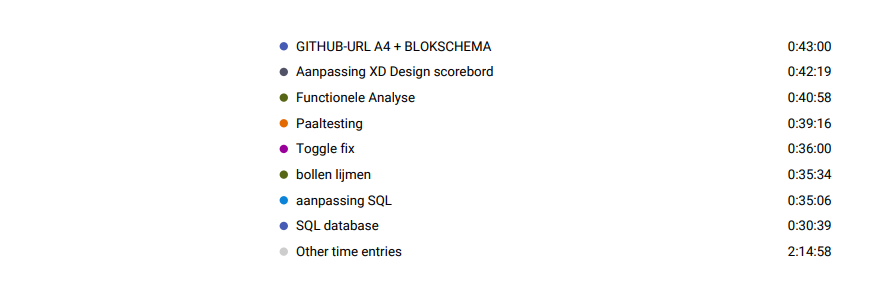 GITHUB-URL A4 + BLOKSCHEMA 0:43:00
Aanpassing XD Design scorebord 0:42:19
Functionele Analyse 0:40:58
Paaltesting 0:39:16
Toggle fix 0:36:00
bollen lijmen 0:35:34
aanpassing SQL 0:35:06
SQL database 0:30:39
Other time entries 2:14:58